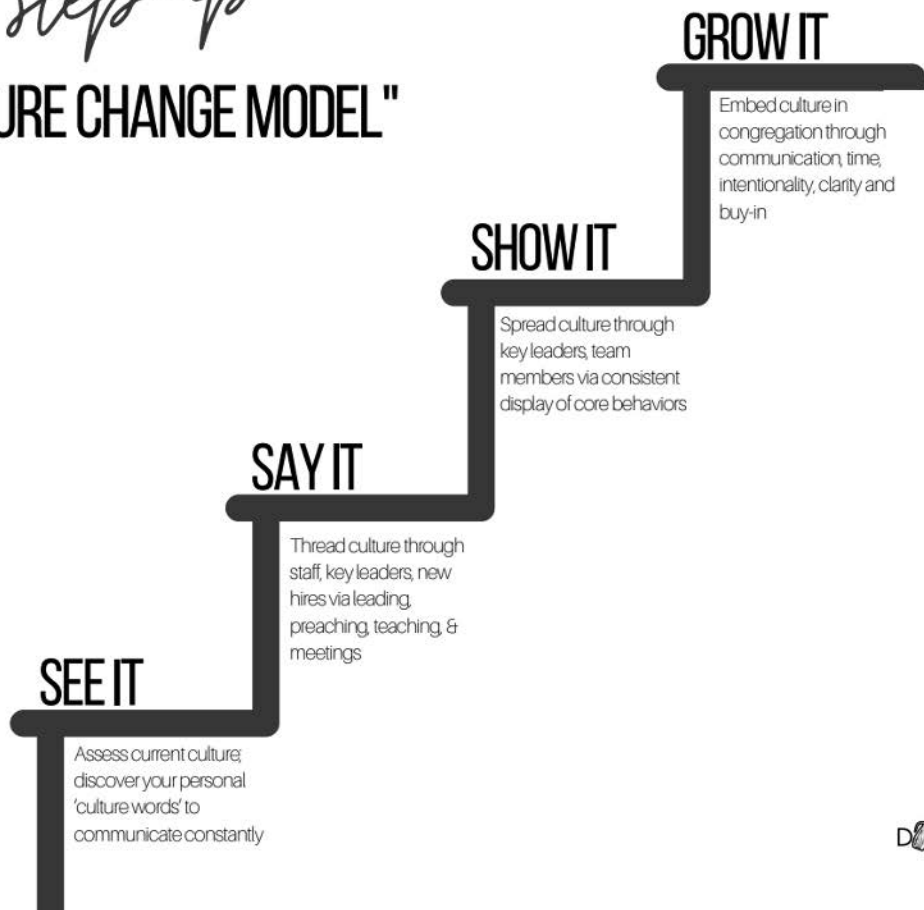 step up
URE CHANGE MODEL"
GROW IT
Embed culture in
congregation through
communication, time,
intentionality, clarity and
buy-in
SHOW IT
Spread culture through
key leaders, team
members via consistent
display of core behaviors
SAY IT
Thread culture through
staff, key leaders, new
hires via leading,
preaching, teaching, &
meetings
SEE IT
Assess current culture;
discover your personal
'culture words' to
communicate constantly